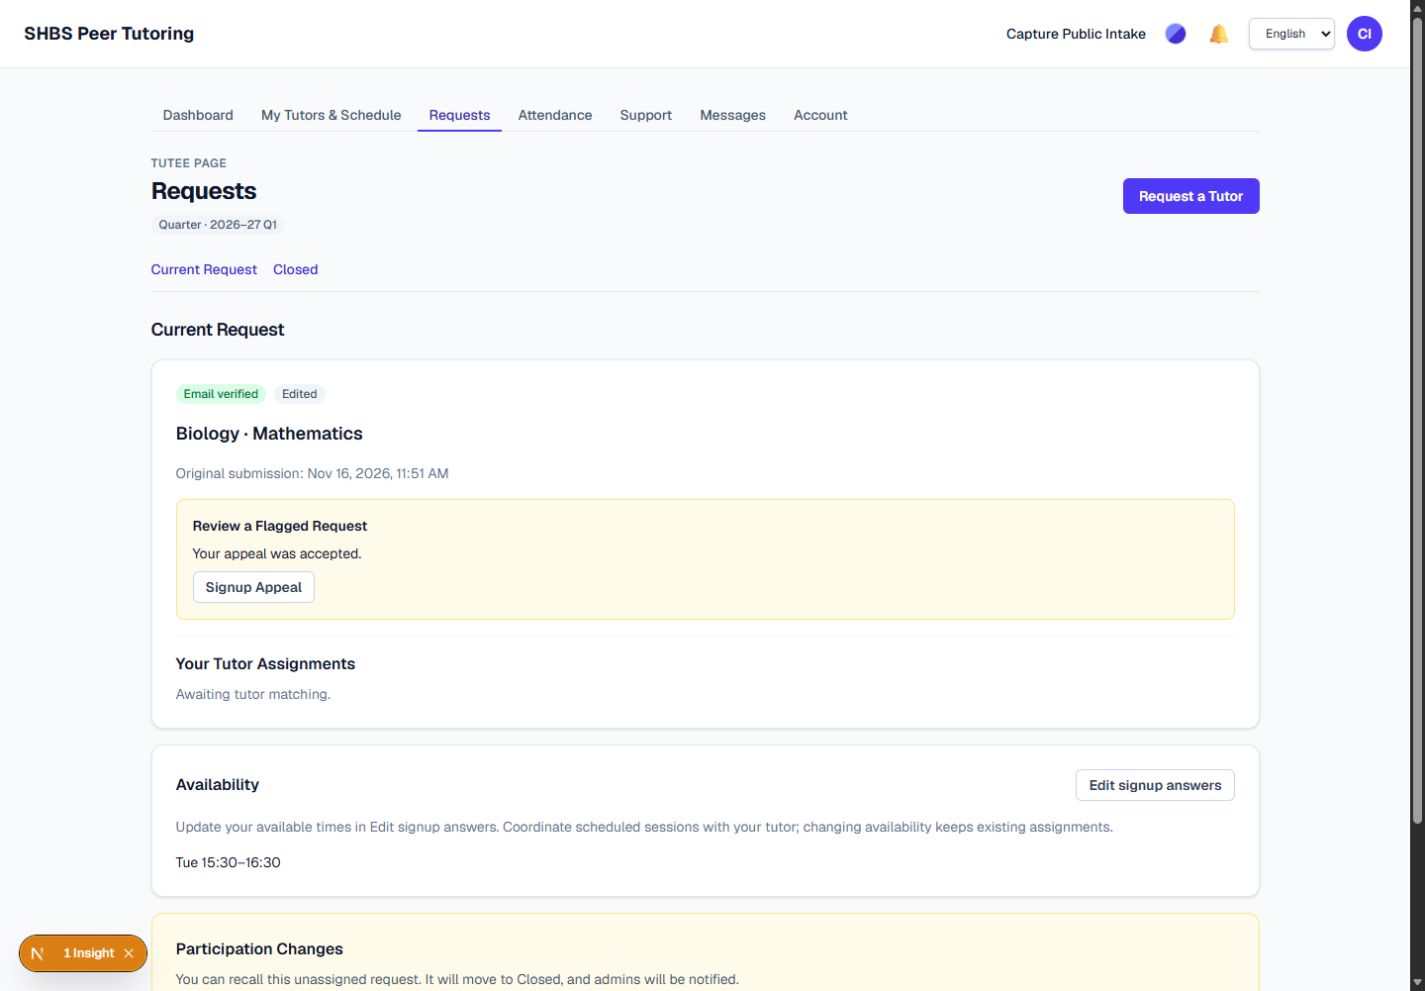 SHBS Peer Tutoring
Capture Public Intake
English
CI
Dashboard
My Tutors & Schedule
Requests
Attendance
Support
Messages
Account
TUTEE PAGE
Requests
Request a Tutor
Quarter · 2026–27 Q1
Current Request
Closed
Current Request
Email verified
Edited
Biology · Mathematics
Original submission: Nov 16, 2026, 11:51 AM
Review a Flagged Request
Your appeal was accepted.
Signup Appeal
Your Tutor Assignments
Awaiting tutor matching.
Availability
Edit signup answers
Update your available times in Edit signup answers. Coordinate scheduled sessions with your tutor; changing availability keeps existing assignments.
Tue 15:30–16:30
N
1 Insight
Participation Changes
You can recall this unassigned request. It will move to Closed, and admins will be notified.